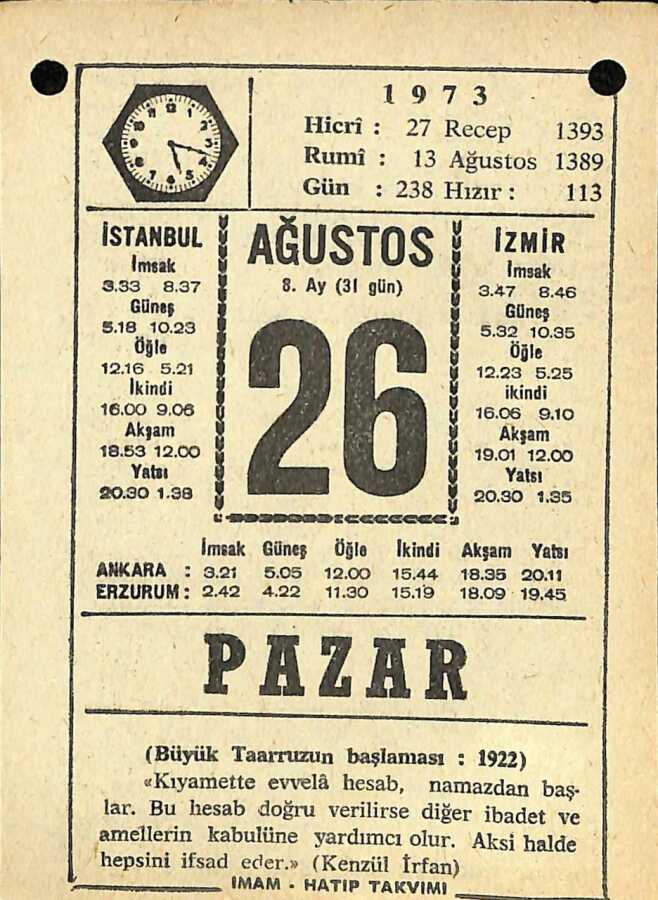 1973
Hicrî : 27 Recep 1393
Rumî : 13 Ağustos 1389
Gün : 238 Hızır : 113
İSTANBUL
İmsak
3.33 8.37
Güneş
5.18 10.23
Öğle
12.16 5.21
İkindi
16.00 9.06
Akşam
18.53 12.00
Yatsı
20.30 1.38
AĞUSTOS
8. Ay (31 gün)
26
İZMİR
İmsak
3.47 8.46
Güneş
5.32 10.35
Öğle
12.23 5.25
ikindi
16.06 9.10
Akşam
19.01 12.00
Yatsı
20.30 1.35
İmsak Güneş Öğle İkindi Akşam Yatsı
ANKARA : 3.21 5.05 12.00 15.44 18.35 20.11
ERZURUM : 2.42 4.22 11.30 15.19 18.09 19.45
PAZAR
(Büyük Taarruzun başlaması : 1922)
«Kıyamette evvelâ hesab, namazdan baş-
lar. Bu hesab doğru verilirse diğer ibadet ve
amellerin kabulüne yardımcı olur. Aksi halde
hepsini ifsad eder.» (Kenzül İrfan)
İMAM - HATİP TAKVİMİ